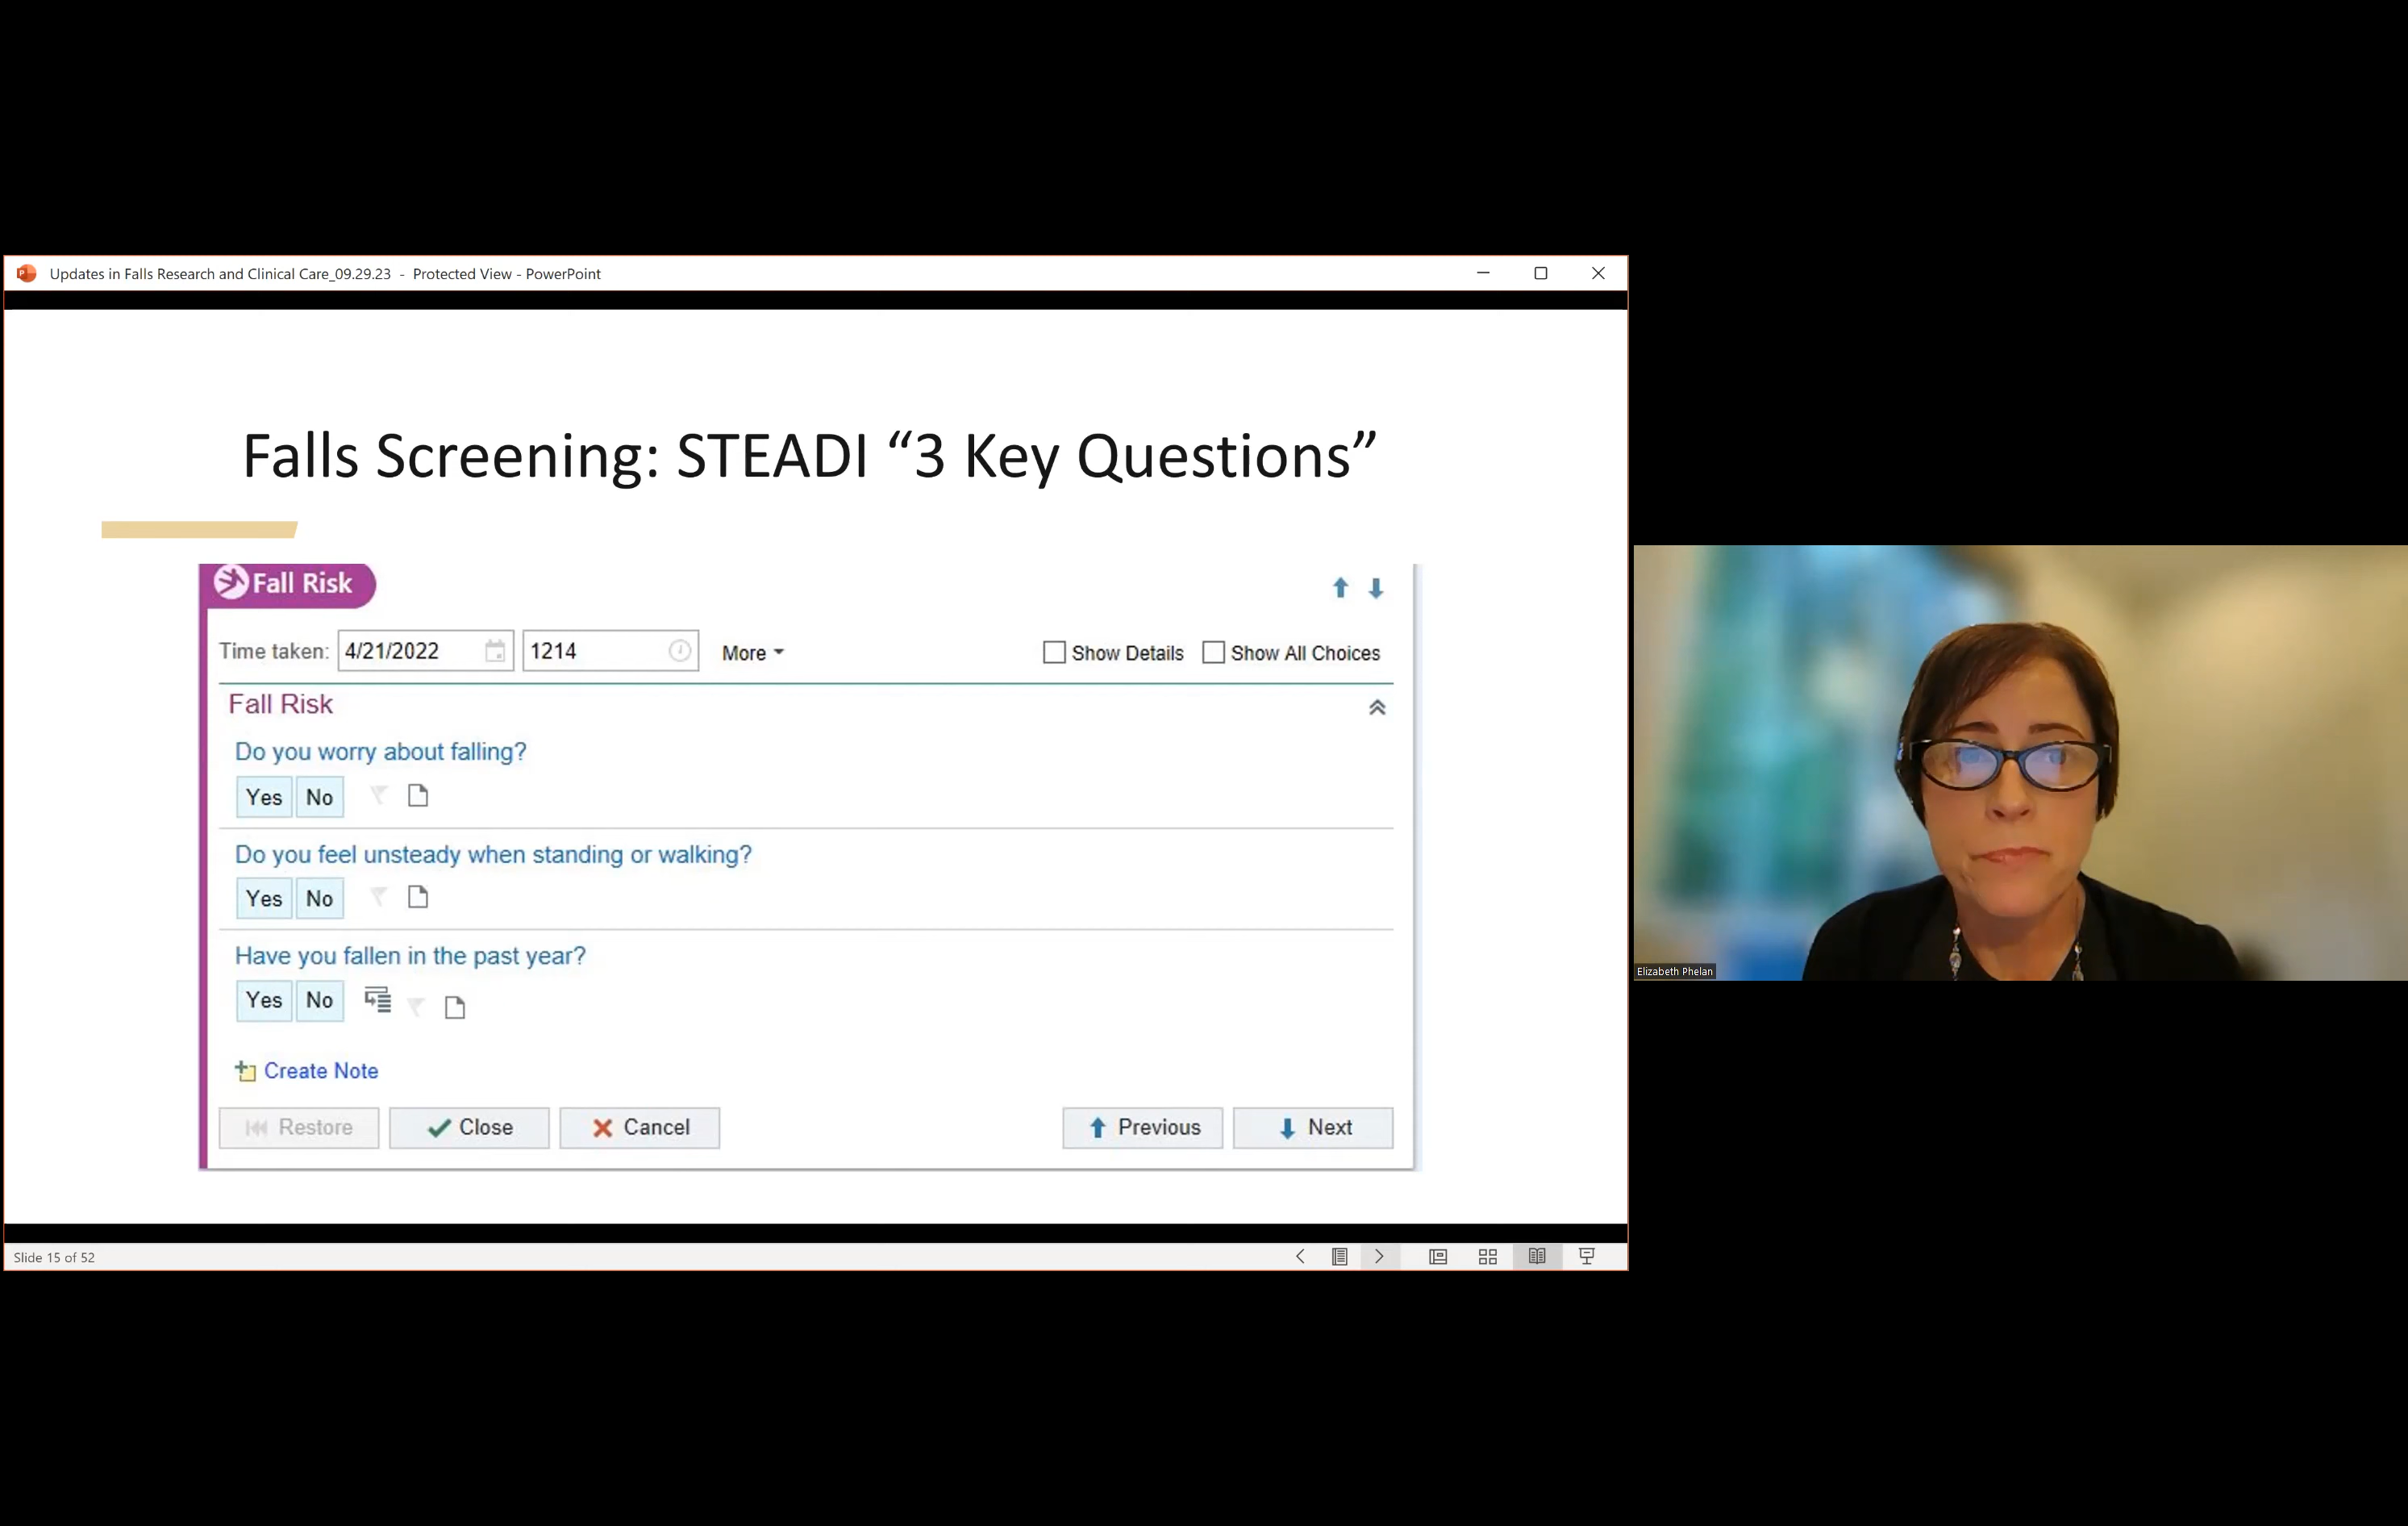 Updates in Falls Research and Clinical Care_09.29.23 - Protected View - PowerPoint
Falls Screening: STEADI “3 Key Questions”
Fall Risk
Time taken: 4/21/2022 1214 More Show Details Show All Choices
Fall Risk
Do you worry about falling?
Yes No
Do you feel unsteady when standing or walking?
Yes No
Have you fallen in the past year?
Yes No
Create Note
Restore Close Cancel Previous Next
Slide 15 of 52
Elizabeth Phelan